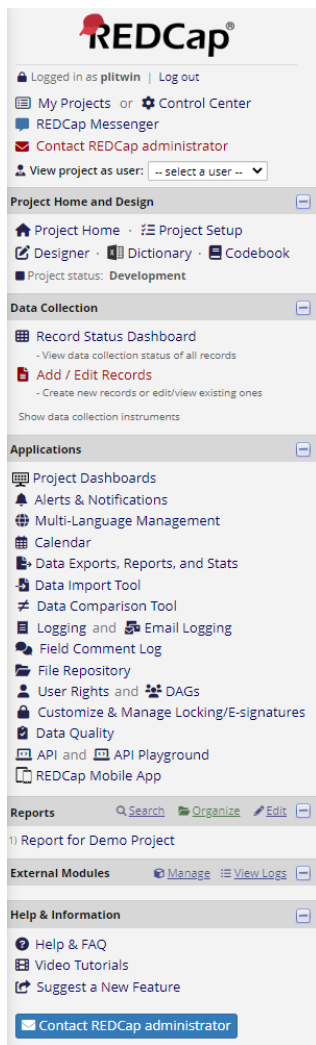 REDCap®
Logged in as plitwin | Log out
My Projects or Control Center
REDCap Messenger
Contact REDCap administrator
View project as user: -- select a user --
Project Home and Design
Project Home · Project Setup
Designer · Dictionary · Codebook
Project status: Development
Data Collection
Record Status Dashboard
- View data collection status of all records
Add / Edit Records
- Create new records or edit/view existing ones
Show data collection instruments
Applications
Project Dashboards
Alerts & Notifications
Multi-Language Management
Calendar
Data Exports, Reports, and Stats
Data Import Tool
Data Comparison Tool
Logging and Email Logging
Field Comment Log
File Repository
User Rights and DAGs
Customize & Manage Locking/E-signatures
Data Quality
API and API Playground
REDCap Mobile App
Reports Search Organize Edit
1) Report for Demo Project
External Modules Manage View Logs
Help & Information
Help & FAQ
Video Tutorials
Suggest a New Feature
Contact REDCap administrator